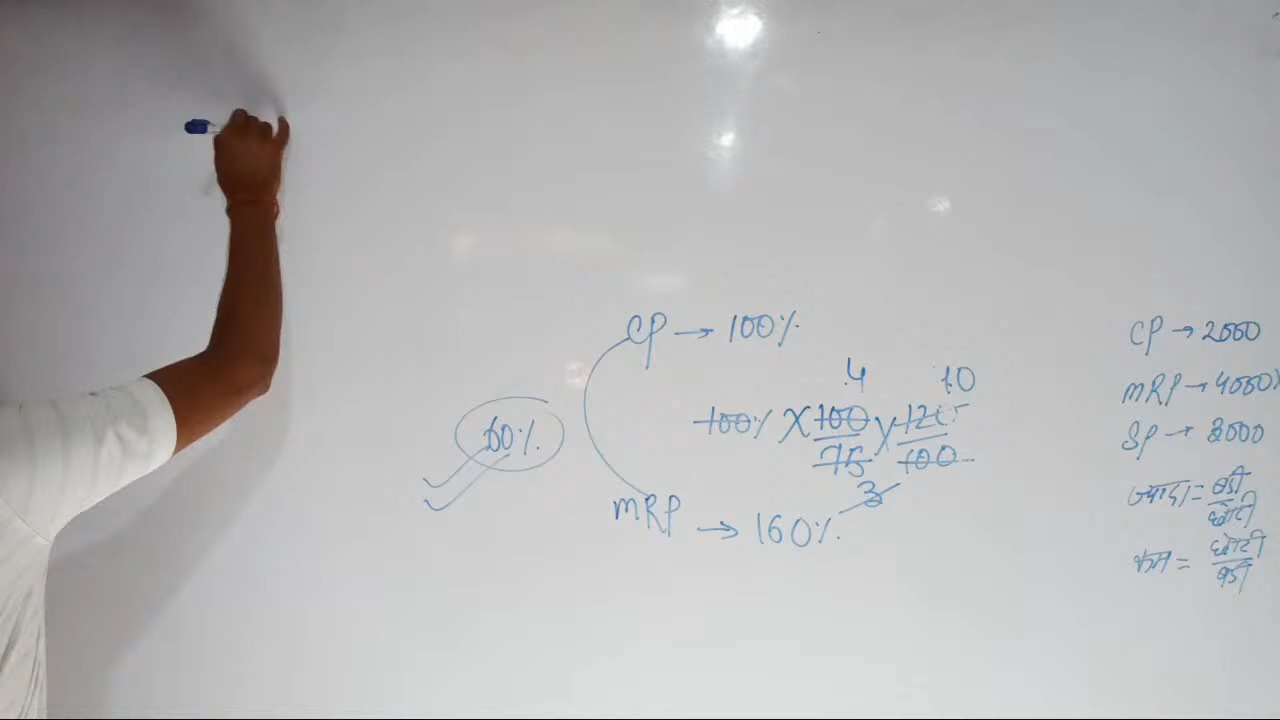 CP → 100%
4 10
100% × 100/75 × 120/100
3
60%
MRP → 160%
CP → 2000
MRP → 4000
SP → 3000
ज्यादा = बड़ी/छोटी
कम = छोटी/बड़ी